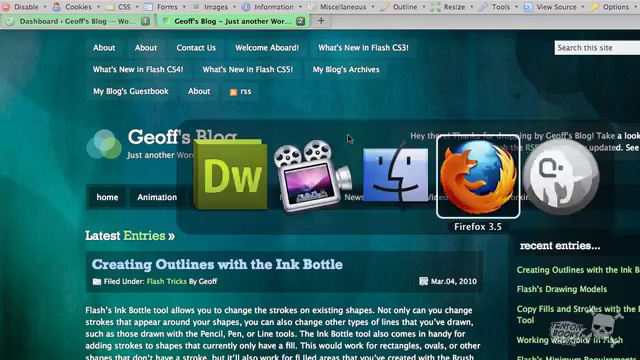 Disable Cookies CSS Forms Images Information Miscellaneous Outline Resize Tools View Source Options
Dashboard ‹ Geoff's Blog — Wo...
Geoff's Blog - Just another Wor...
About About Contact Us Welcome Aboard! What's New in Flash CS3!
Search this site
What's New in Flash CS4! What's New in Flash CS5! My Blog's Archives
My Blog's Guestbook About rss
Geoff's Blog
Just another Wor
Hey there! Thanks for dropping by Geoff's Blog! Take a look
updated. See
home Animation
Dw
Firefox 3.5
Latest Entries »
recent entries...
Creating Outlines with the Ink Bottle
Filed Under: Flash Tricks By Geoff
Mar.04, 2010
Creating Outlines with the Ink B
Flash's Drawing Models
Copy Fills and Strokes with the
Tool
Working with Color in Flash
Flash's Ink Bottle tool allows you to change the strokes on existing shapes. Not only can you change
strokes that appear around your shapes, you can also change other types of lines that you've drawn,
such as those drawn with the Pencil, Pen, or Line tools. The Ink Bottle tool also comes in handy for
adding strokes to shapes that currently only have a fill. This would work for rectangles, ovals, or other
shapes that don't have a stroke, but it'll also work for filled areas that you've created with the Brush